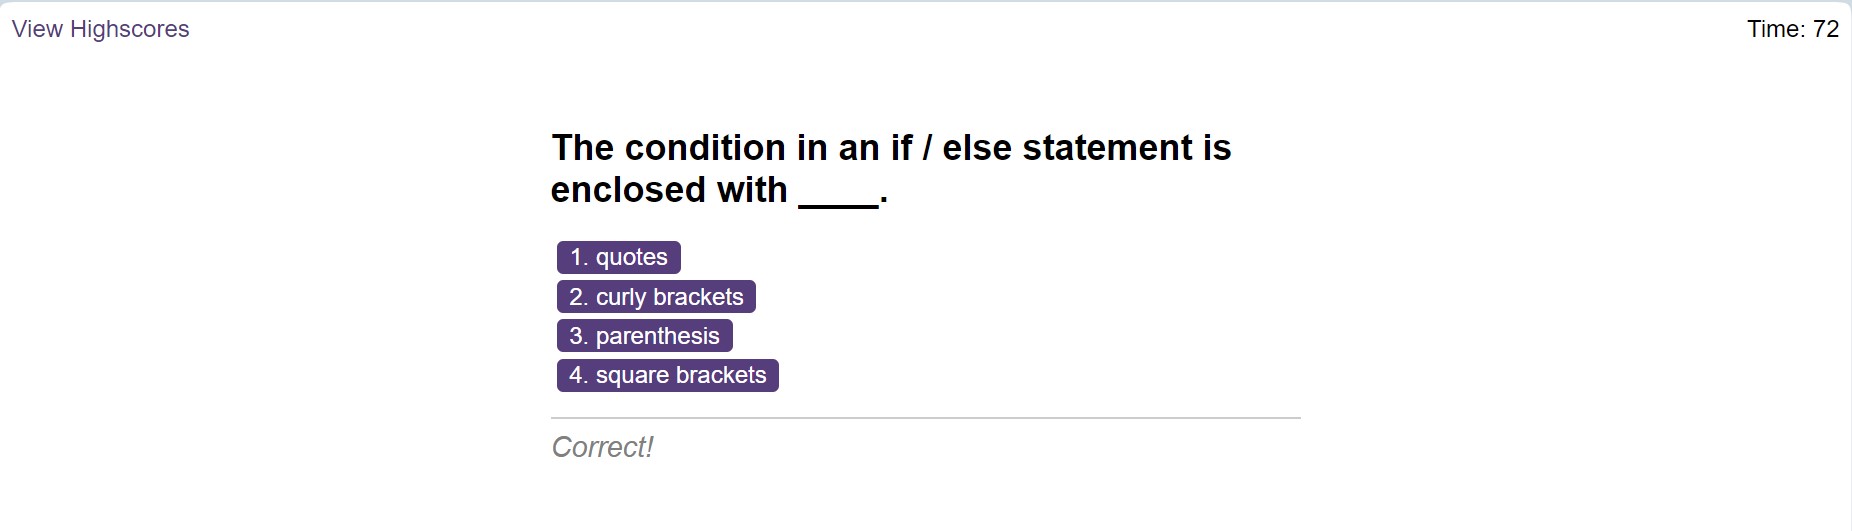 View Highscores
Time: 72
The condition in an if / else statement is
enclosed with ____.
1. quotes
2. curly brackets
3. parenthesis
4. square brackets
Correct!